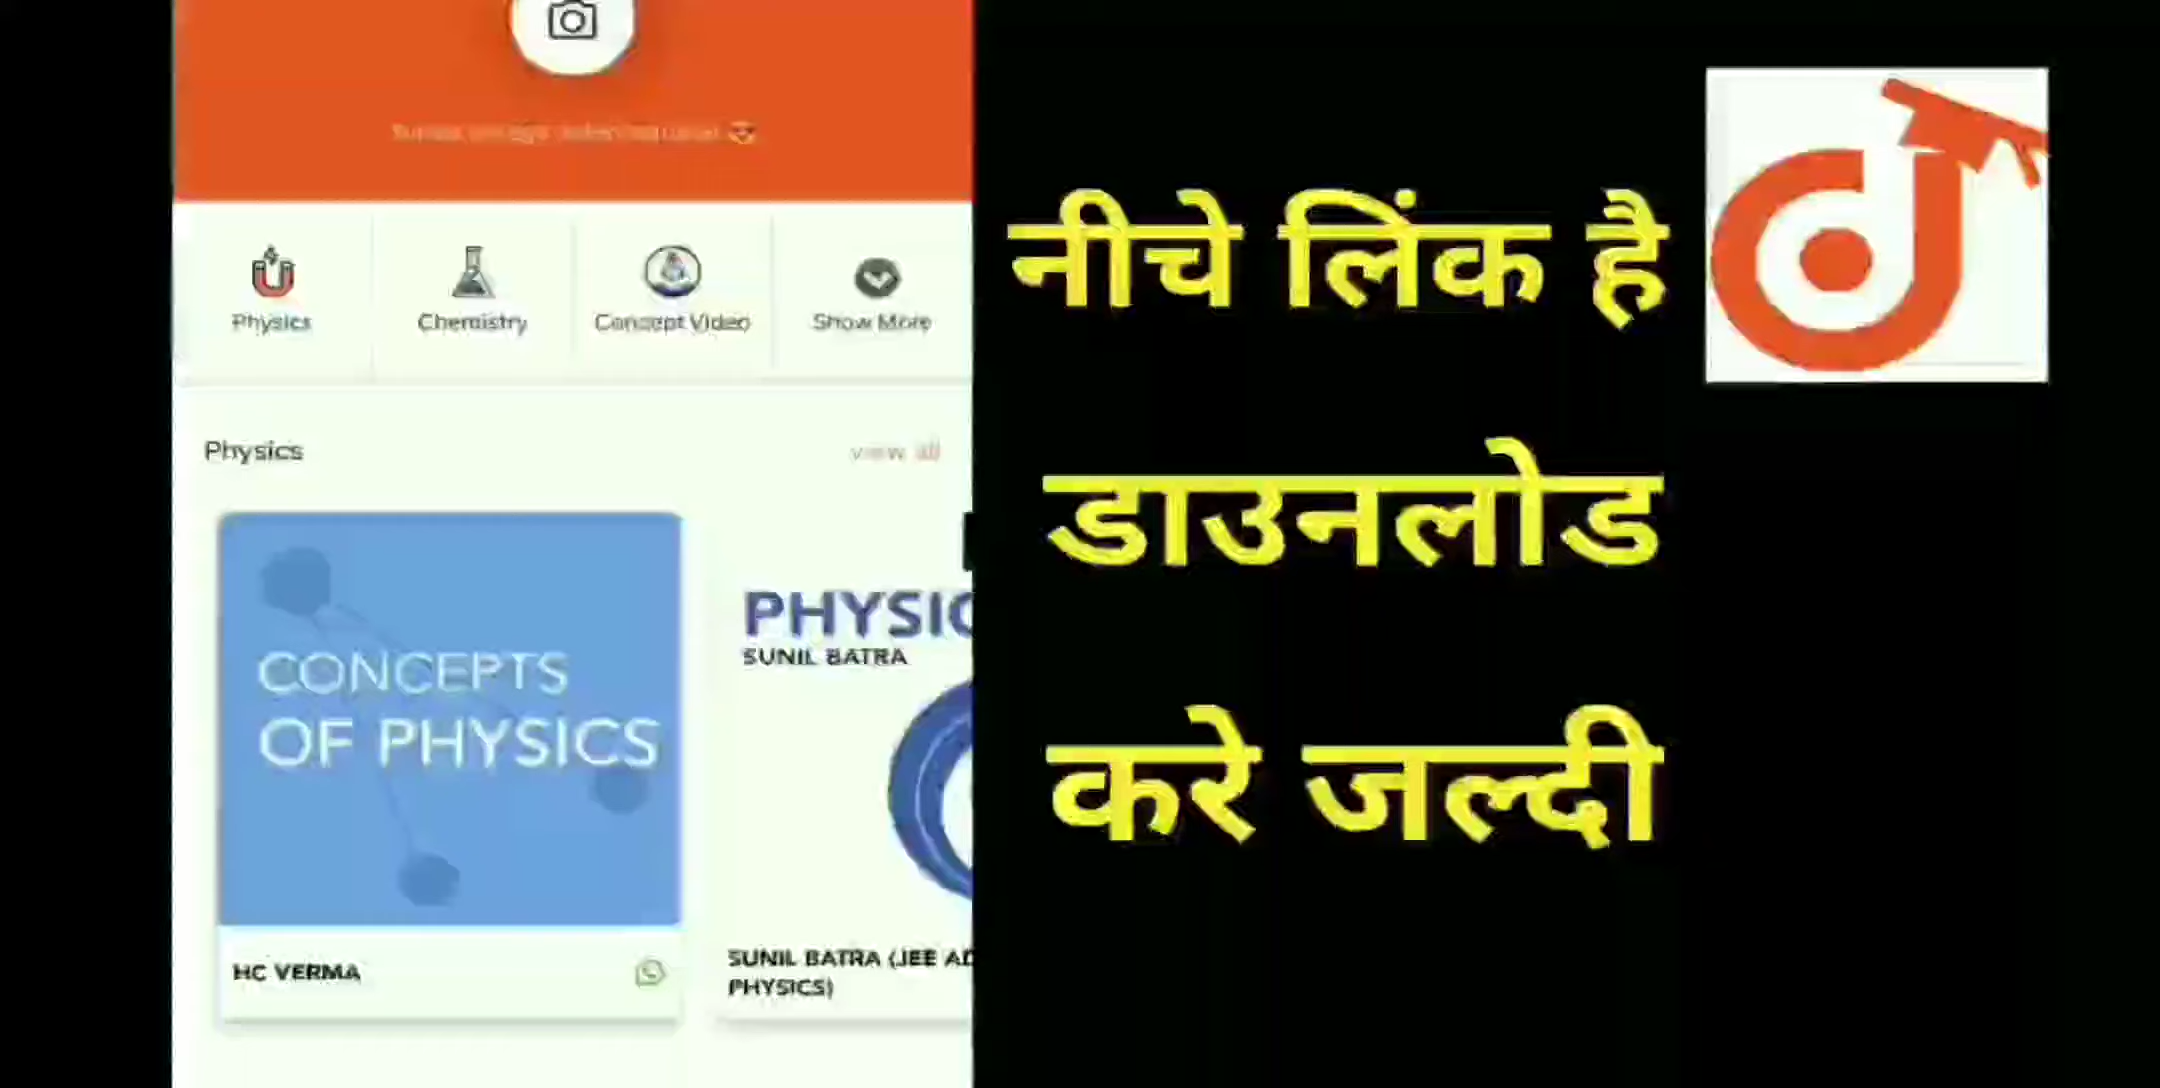 Physics
Chemistry
Concept Video
Show More
Physics
view all
CONCEPTS
OF PHYSICS
HC VERMA
PHYSIC
SUNIL BATRA
SUNIL BATRA (JEE AD
PHYSICS)
नीचे लिंक है
डाउनलोड
करे जल्दी